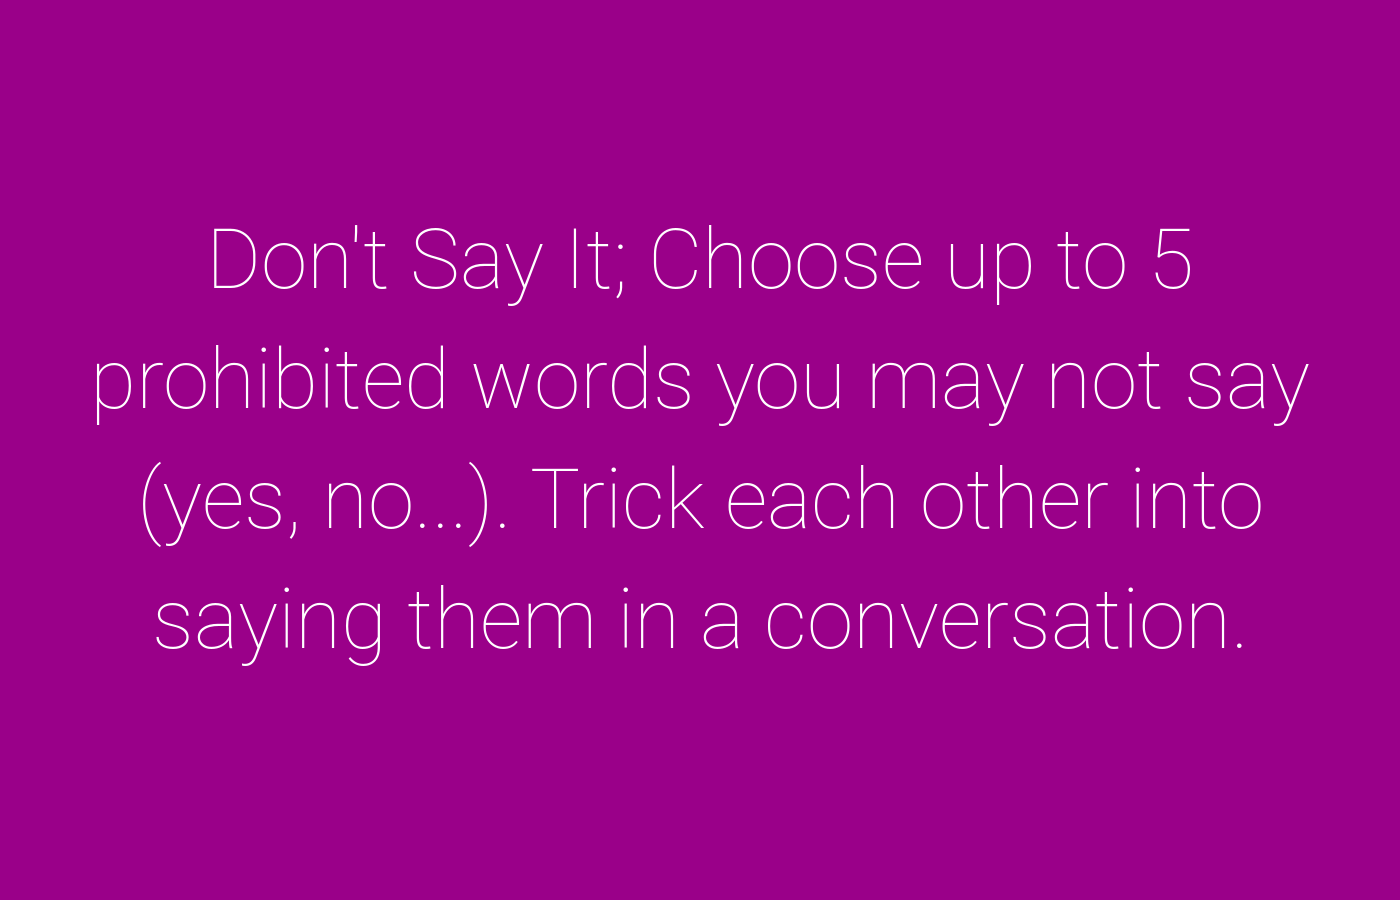 Don't Say It; Choose up to 5
prohibited words you may not say
(yes, no...). Trick each other into
saying them in a conversation.